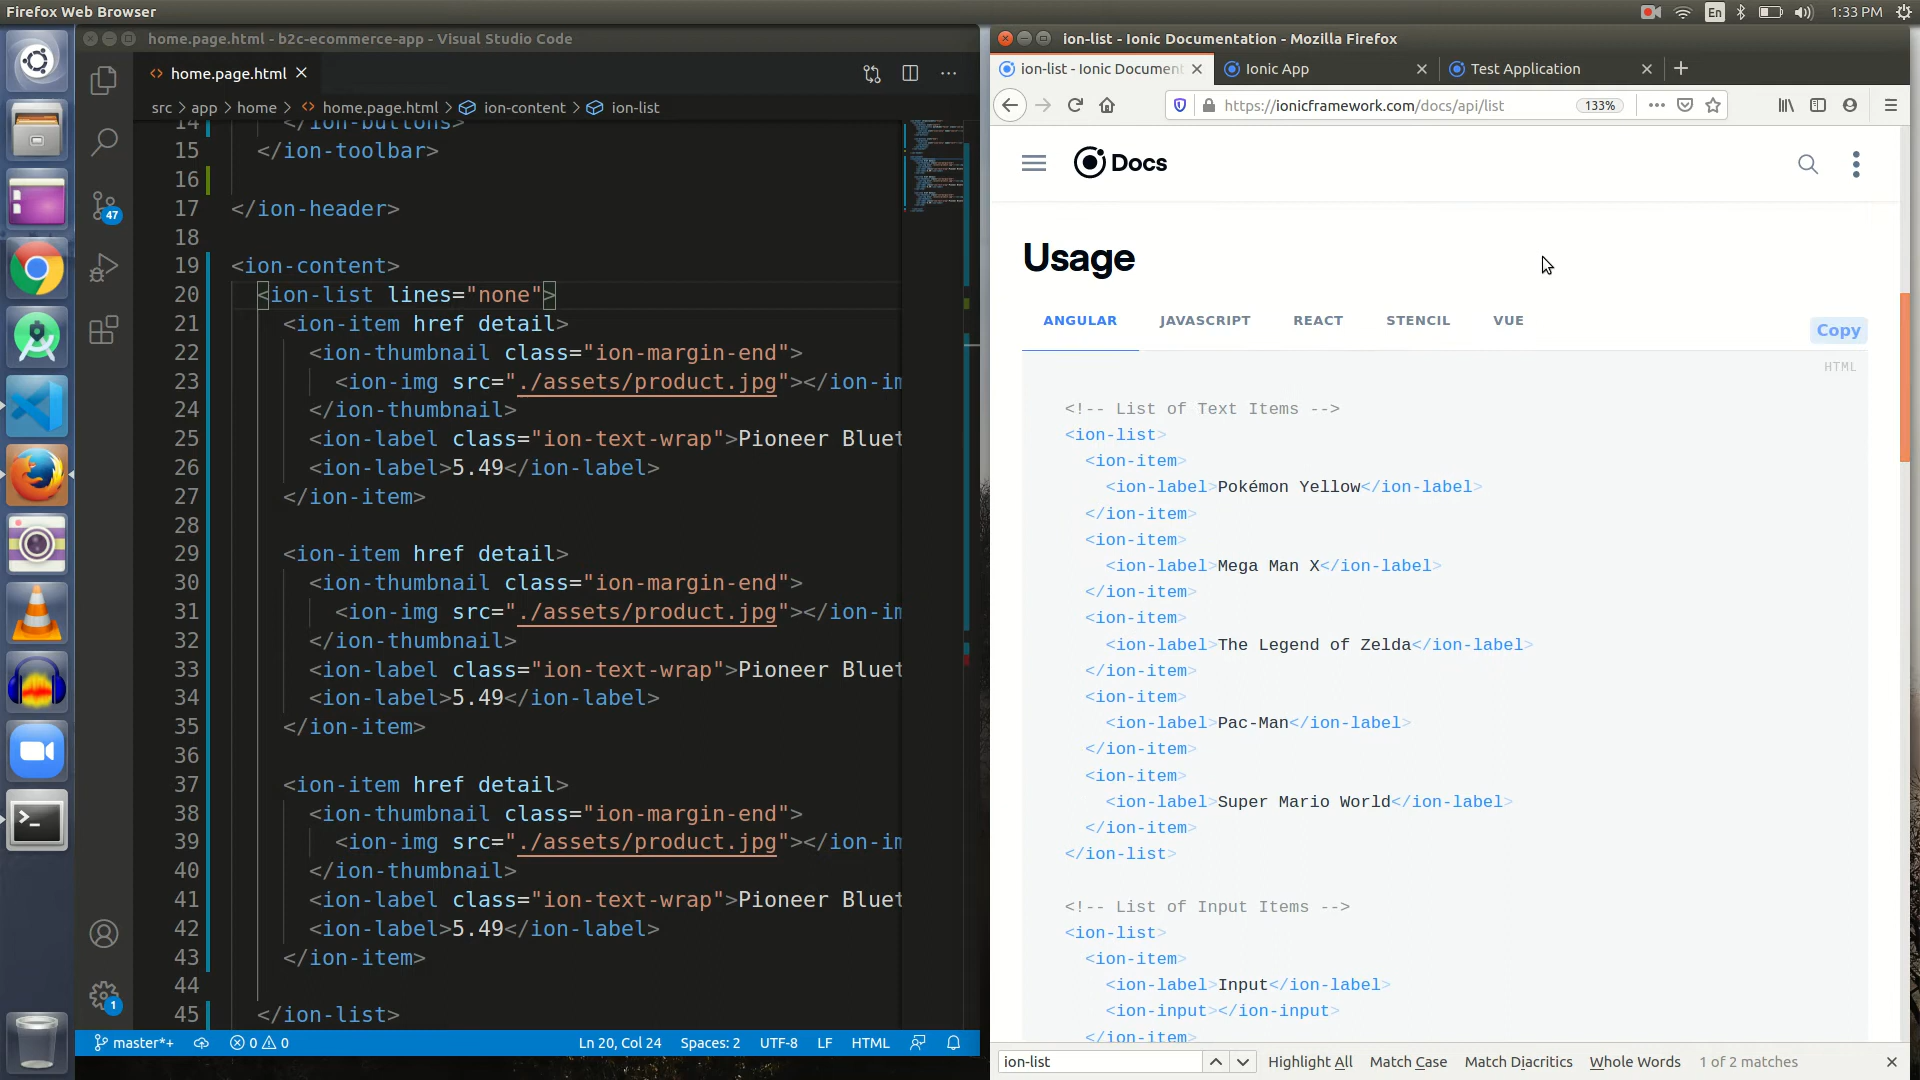 Firefox Web Browser
En
1:33 PM
home.page.html - b2c-ecommerce-app - Visual Studio Code
home.page.html
src > app > home > home.page.html > ion-content > ion-list
14 </ion-buttons>
15 </ion-toolbar>
16
17 </ion-header>
18
19 <ion-content>
20 <ion-list lines="none">
21 <ion-item href detail>
22 <ion-thumbnail class="ion-margin-end">
23 <ion-img src="./assets/product.jpg"></ion-im
24 </ion-thumbnail>
25 <ion-label class="ion-text-wrap">Pioneer Bluet
26 <ion-label>5.49</ion-label>
27 </ion-item>
28
29 <ion-item href detail>
30 <ion-thumbnail class="ion-margin-end">
31 <ion-img src="./assets/product.jpg"></ion-im
32 </ion-thumbnail>
33 <ion-label class="ion-text-wrap">Pioneer Bluet
34 <ion-label>5.49</ion-label>
35 </ion-item>
36
37 <ion-item href detail>
38 <ion-thumbnail class="ion-margin-end">
39 <ion-img src="./assets/product.jpg"></ion-im
40 </ion-thumbnail>
41 <ion-label class="ion-text-wrap">Pioneer Bluet
42 <ion-label>5.49</ion-label>
43 </ion-item>
44
45 </ion-list>
47
1
master*+
0 0
Ln 20, Col 24
Spaces: 2
UTF-8
LF
HTML
ion-list - Ionic Documentation - Mozilla Firefox
ion-list - Ionic Document
Ionic App
Test Application
https://ionicframework.com/docs/api/list
133%
Docs
Usage
ANGULAR JAVASCRIPT REACT STENCIL VUE
Copy
HTML
<!-- List of Text Items -->
<ion-list>
<ion-item>
<ion-label>Pokémon Yellow</ion-label>
</ion-item>
<ion-item>
<ion-label>Mega Man X</ion-label>
</ion-item>
<ion-item>
<ion-label>The Legend of Zelda</ion-label>
</ion-item>
<ion-item>
<ion-label>Pac-Man</ion-label>
</ion-item>
<ion-item>
<ion-label>Super Mario World</ion-label>
</ion-item>
</ion-list>
<!-- List of Input Items -->
<ion-list>
<ion-item>
<ion-label>Input</ion-label>
<ion-input></ion-input>
</ion-item>
ion-list
Highlight All
Match Case
Match Diacritics
Whole Words
1 of 2 matches